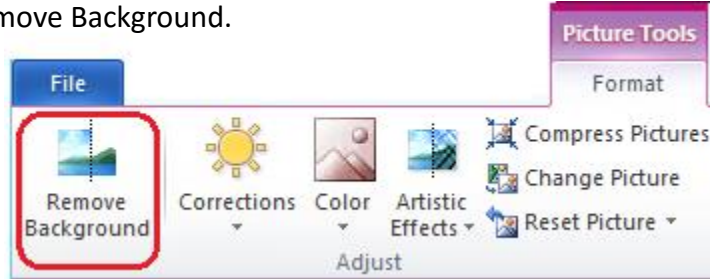 move Background.
Picture Tools
File
Format
Remove
Background
Corrections
Color
Artistic
Effects
Compress Pictures
Change Picture
Reset Picture
Adjust